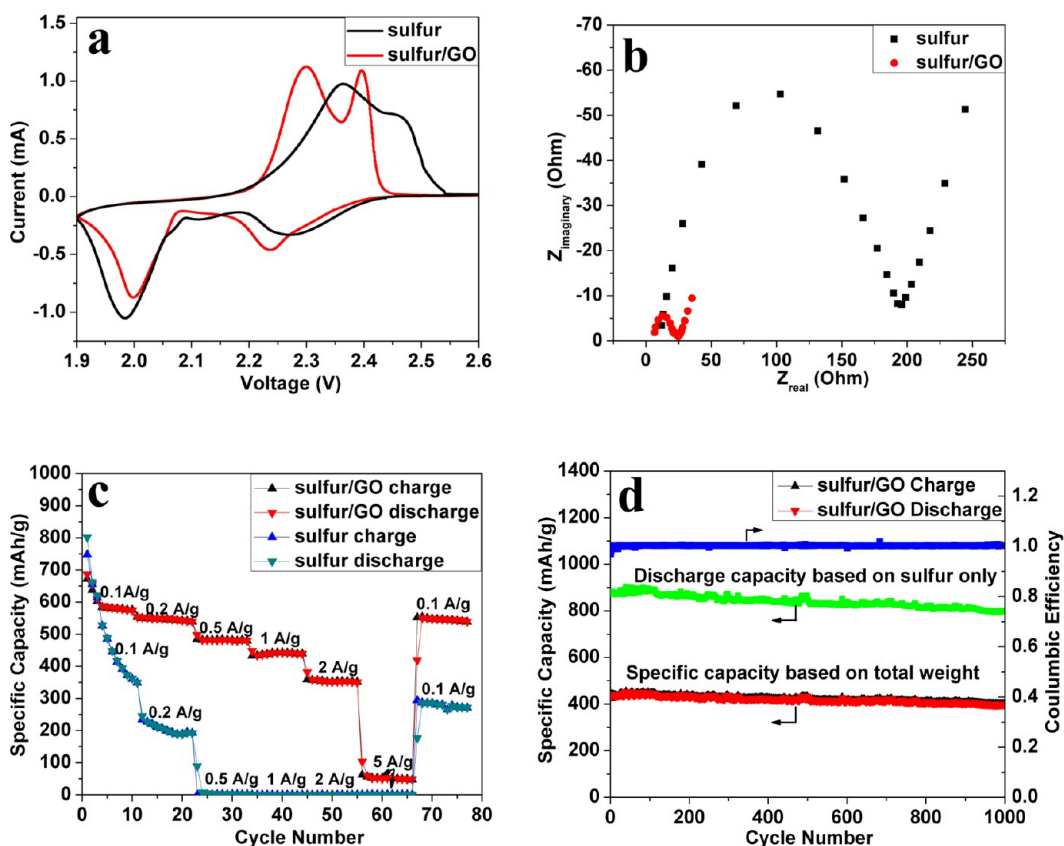 a
sulfur
sulfur/GO
Current (mA)
1.5
1.0
0.5
0.0
-0.5
-1.0
1.9 2.0 2.1 2.2 2.3 2.4 2.5 2.6
Voltage (V)
b
sulfur
sulfur/GO
Zimaginary (Ohm)
-70
-60
-50
-40
-30
-20
-10
0
0 50 100 150 200 250
Zreal (Ohm)
c
sulfur/GO charge
sulfur/GO discharge
sulfur charge
sulfur discharge
Specific Capacity (mAh/g)
1000
900
800
700
600
500
400
300
200
100
0
0.1 A/g
0.2 A/g
0.5 A/g
1 A/g
2 A/g
5 A/g
0.1 A/g
0.1 A/g
0.2 A/g
0.5 A/g 1 A/g 2 A/g
0.1 A/g
0 10 20 30 40 50 60 70 80
Cycle Number
d
sulfur/GO Charge
sulfur/GO Discharge
Specific Capacity (mAh/g)
1400
1200
1000
800
600
400
200
0
Discharge capacity based on sulfur only
Specific capacity based on total weight
1.2
1.0
0.8
0.6
0.4
0.2
0.0
Coulumbic Efficiency
0 200 400 600 800 1000
Cycle Number